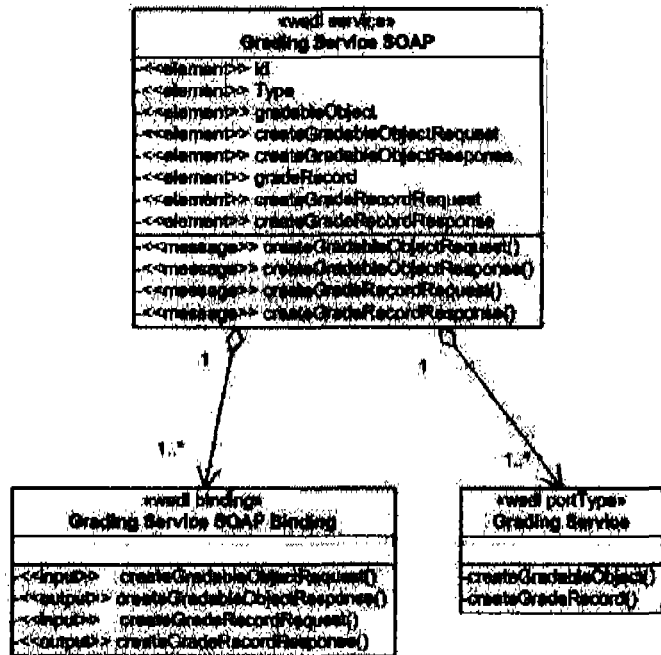 «wsdl service»
Grading Service SOAP
-<<element>> Id
-<<element>> Type
-<<element>> gradableObject
-<<element>> createGradableObjectRequest
-<<element>> createGradableObjectResponse
-<<element>> gradeRecord
-<<element>> createGradeRecordRequest
-<<element>> createGradeRecordResponse
-<<message>> createGradableObjectRequest()
-<<message>> createGradableObjectResponse()
-<<message>> createGradeRecordRequest()
-<<message>> createGradeRecordResponse()
1
1
1..*
1..*
«wsdl binding»
Grading Service SOAP Binding
-<<input>> createGradableObjectRequest()
-<<output>> createGradableObjectResponse()
-<<input>> createGradeRecordRequest()
-<<output>> createGradeRecordResponse()
«wsdl portType»
Grading Service
-createGradableObject()
-createGradeRecord()